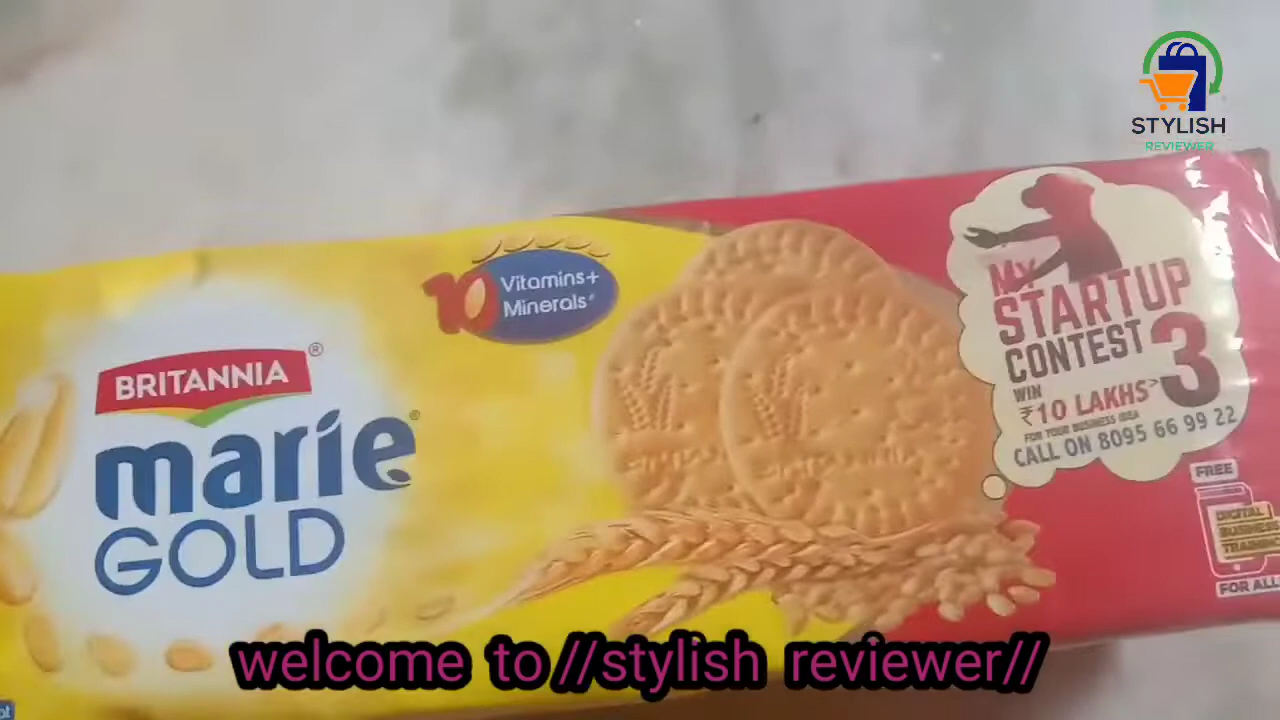 STYLISH
REVIEWER
10 Vitamins+
Minerals*
BRITANNIA®
marie®
GOLD
MY
STARTUP
CONTEST 3
WIN
₹10 LAKHS>
FOR YOUR BUSINESS IDEA
CALL ON 8095 66 99 22
FREE
DIGITAL
BUSINESS
TRAINING
FOR ALL
welcome to //stylish reviewer//